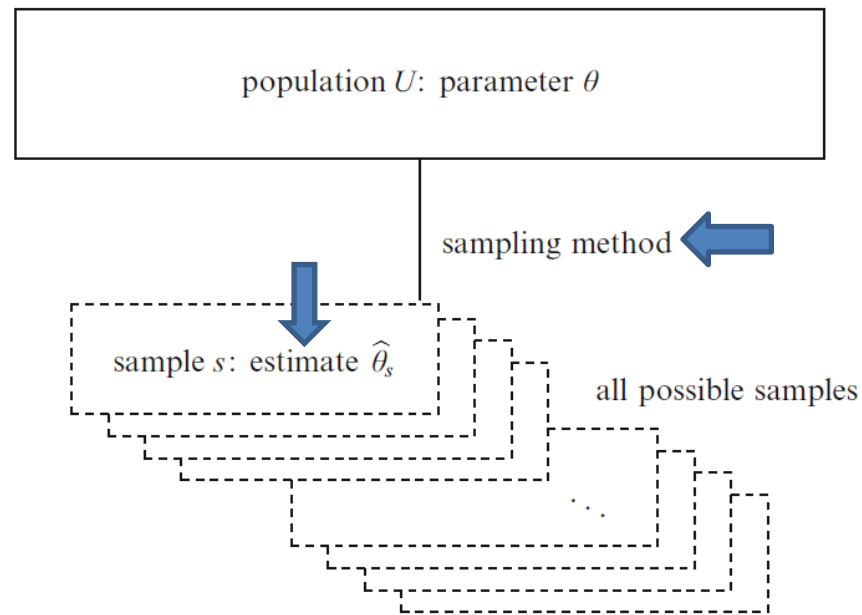 population U: parameter θ
sampling method
sample s: estimate θ̂ₛ
all possible samples
⋱